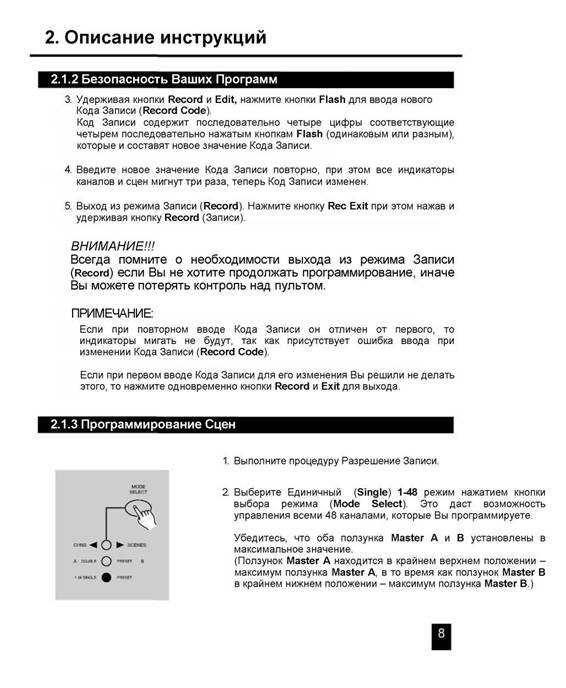 2. Описание инструкций
2.1.2 Безопасность Ваших Программ
3. Удерживая кнопки Record и Edit, нажмите кнопки Flash для ввода нового
Кода Записи (Record Code).
Код Записи содержит последовательно четыре цифры соответствующие
четырем последовательно нажатым кнопкам Flash (одинаковым или разным),
которые и составят новое значение Кода Записи.
4. Введите новое значение Кода Записи повторно, при этом все индикаторы
каналов и сцен мигнут три раза, теперь Код Записи изменен.
5. Выход из режима Записи (Record). Нажмите кнопку Rec Exit при этом нажав и
удерживая кнопку Record (Записи).
ВНИМАНИЕ!!!
Всегда помните о необходимости выхода из режима Записи
(Record) если Вы не хотите продолжать программирование, иначе
Вы можете потерять контроль над пультом.
ПРИМЕЧАНИЕ:
Если при повторном вводе Кода Записи он отличен от первого, то
индикаторы мигать не будут, так как присутствует ошибка ввода при
изменении Кода Записи (Record Code).
Если при первом вводе Кода Записи для его изменения Вы решили не делать
этого, то нажмите одновременно кнопки Record и Exit для выхода.
2.1.3 Программирование Сцен
1. Выполните процедуру Разрешение Записи.
2. Выберите Единичный (Single) 1-48 режим нажатием кнопки
выбора режима (Mode Select). Это даст возможность
управления всеми 48 каналами, которые Вы программируете.
Убедитесь, что оба ползунка Master A и B установлены в
максимальное значение.
(Ползунок Master A находится в крайнем верхнем положении –
максимум ползунка Master A, в то время как ползунок Master B
в крайнем нижнем положении – максимум ползунка Master B.)
MODE
SELECT
CHNS SCENES
A DOUBLE PRESET B
SINGLE PRESET
8